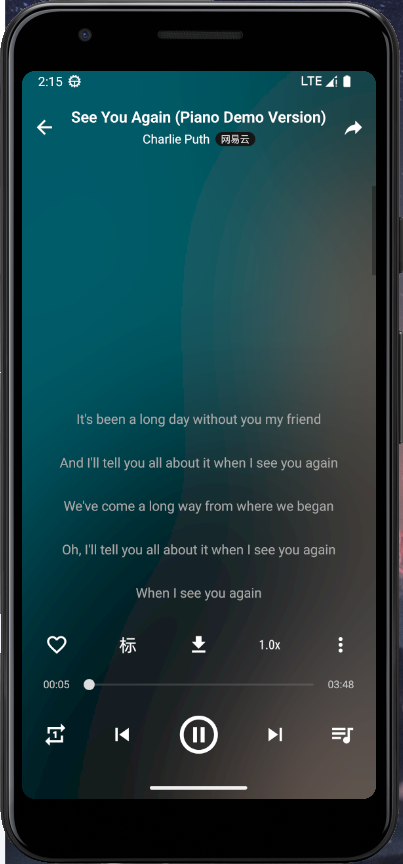 2:15 LTE
See You Again (Piano Demo Version)
Charlie Puth 网易云
It's been a long day without you my friend
And I'll tell you all about it when I see you again
We've come a long way from where we began
Oh, I'll tell you all about it when I see you again
When I see you again
标 1.0x
00:05 03:48
1